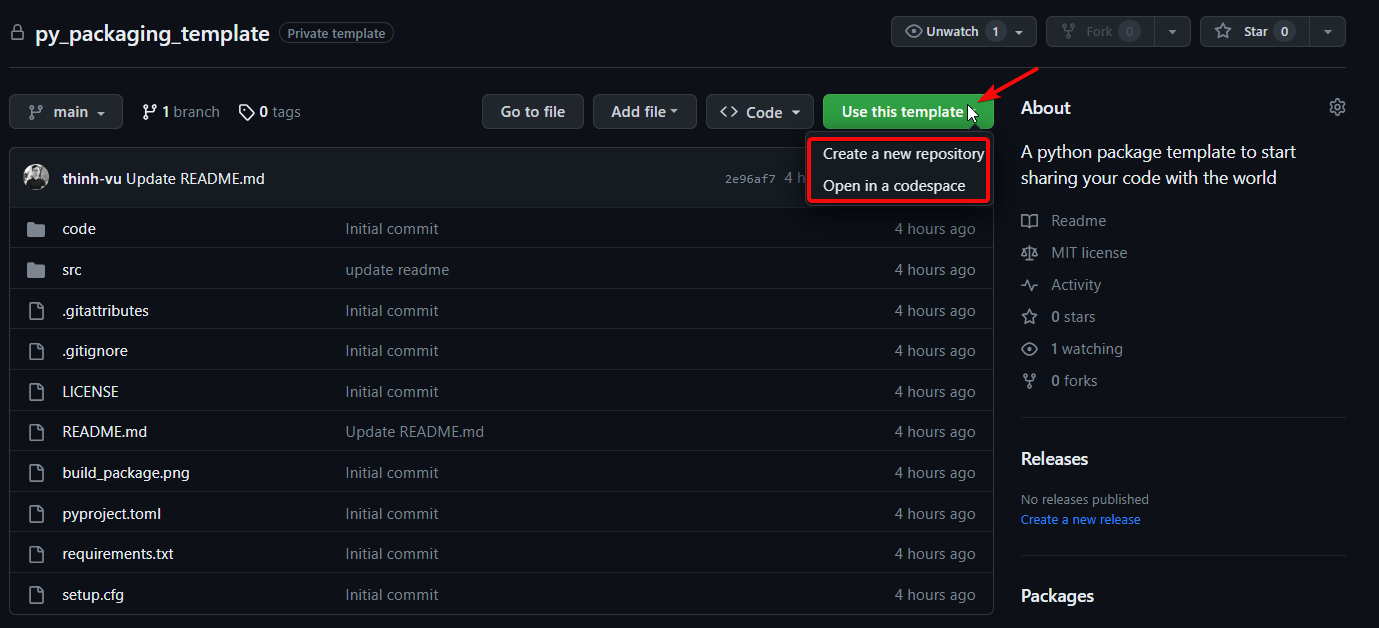 py_packaging_template Private template Unwatch 1 Fork 0 Star 0
main 1 branch 0 tags Go to file Add file Code Use this template
Create a new repository
Open in a codespace
thinh-vu Update README.md 2e96af7 4 h
code Initial commit 4 hours ago
src update readme 4 hours ago
.gitattributes Initial commit 4 hours ago
.gitignore Initial commit 4 hours ago
LICENSE Initial commit 4 hours ago
README.md Update README.md 4 hours ago
build_package.png Initial commit 4 hours ago
pyproject.toml Initial commit 4 hours ago
requirements.txt Initial commit 4 hours ago
setup.cfg Initial commit 4 hours ago
About
A python package template to start
sharing your code with the world
Readme
MIT license
Activity
0 stars
1 watching
0 forks
Releases
No releases published
Create a new release
Packages